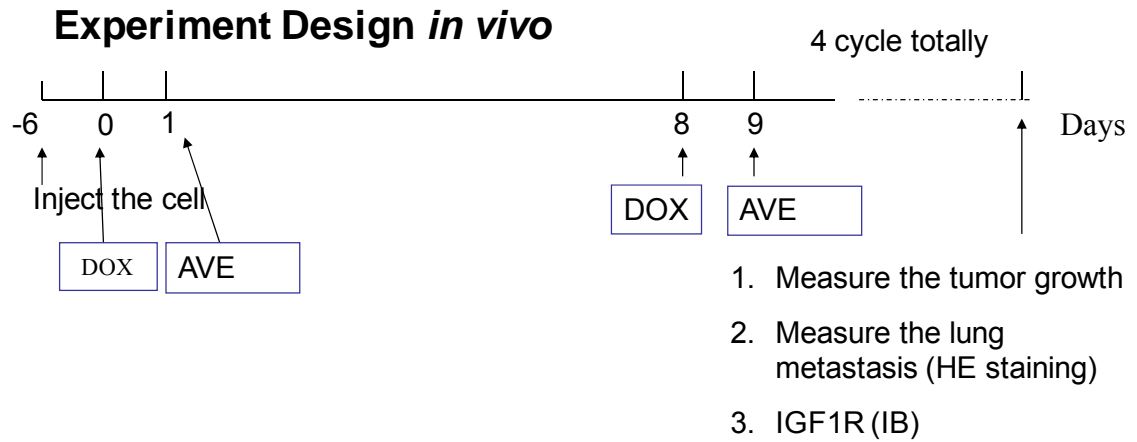 Experiment Design in vivo
4 cycle totally
-6 0 1 8 9 Days
Inject the cell
DOX AVE
DOX AVE
1. Measure the tumor growth
2. Measure the lung
metastasis (HE staining)
3. IGF1R (IB)